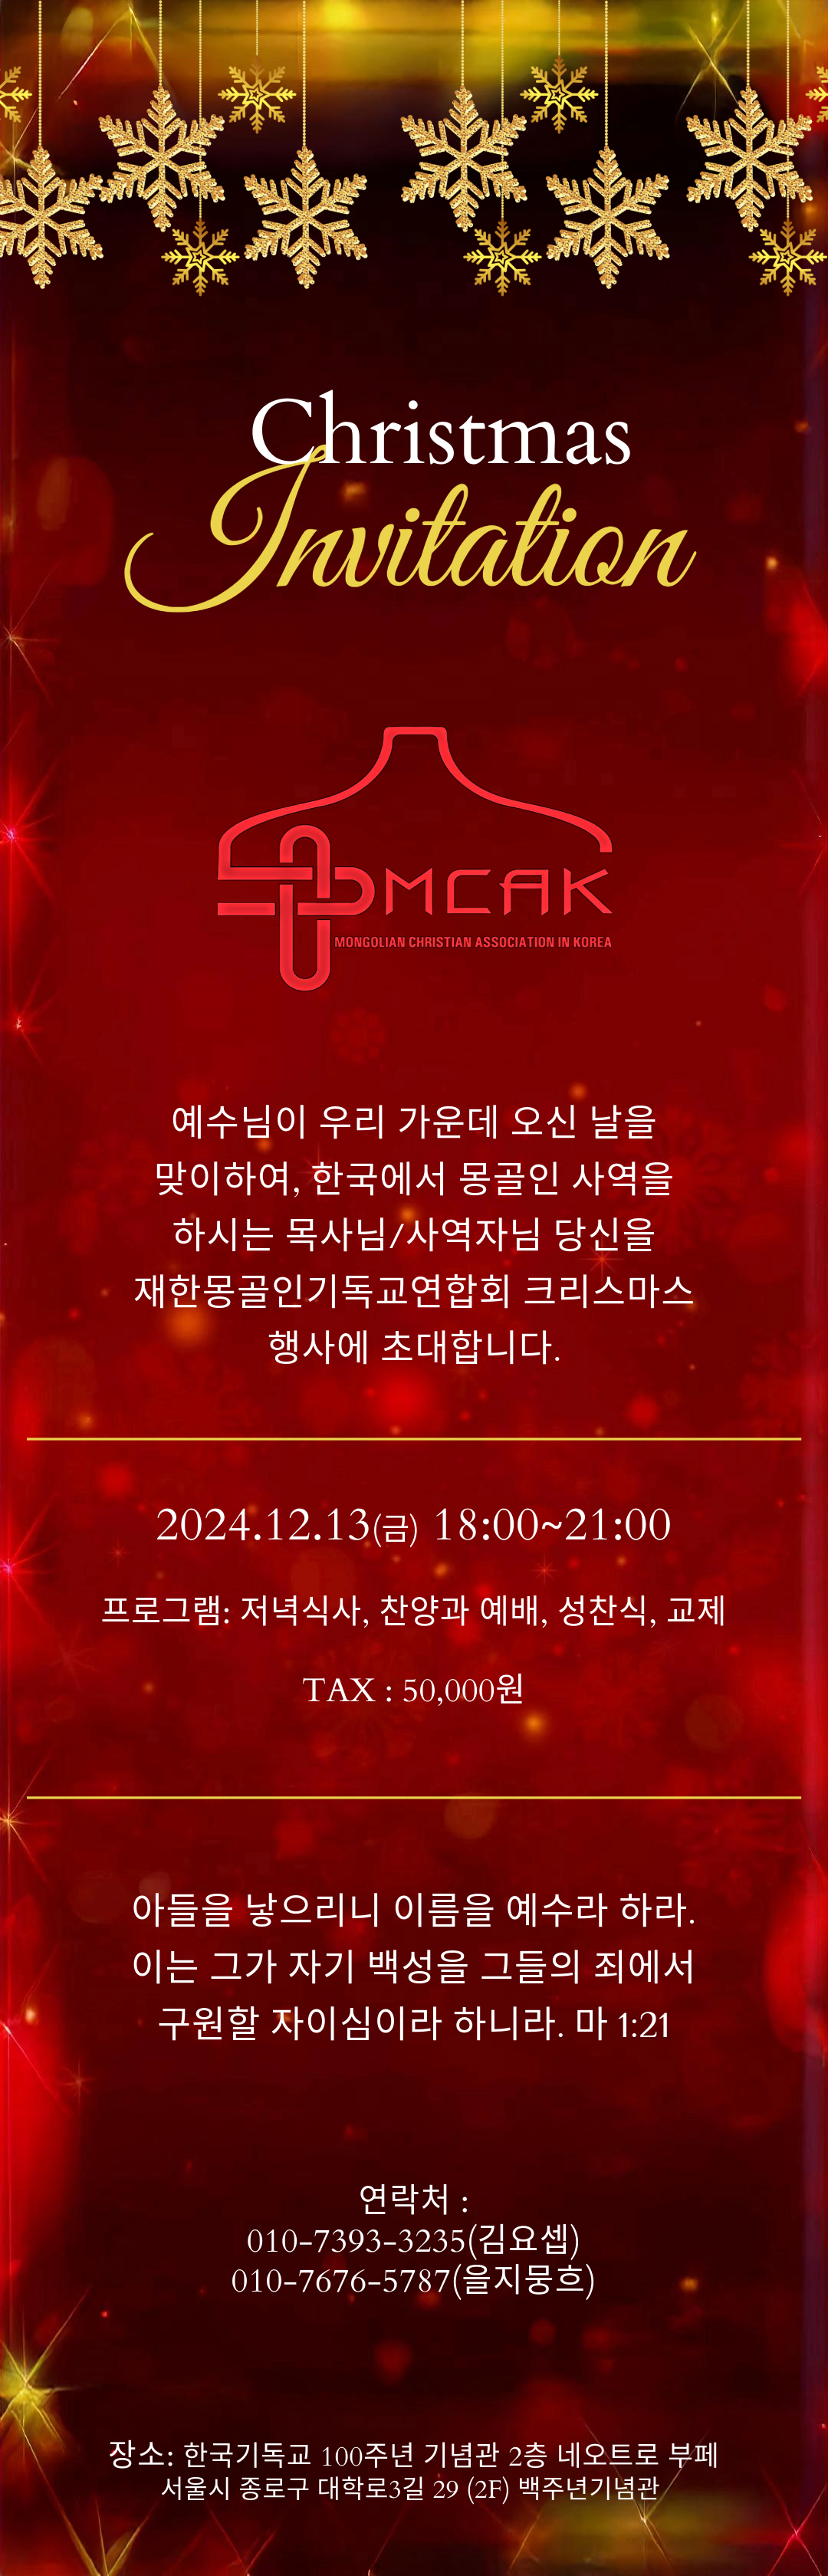 Christmas
Invitation
MCAK
MONGOLIAN CHRISTIAN ASSOCIATION IN KOREA
예수님이 우리 가운데 오신 날을
맞이하여, 한국에서 몽골인 사역을
하시는 목사님/사역자님 당신을
재한몽골인기독교연합회 크리스마스
행사에 초대합니다.
2024.12.13(금) 18:00~21:00
프로그램: 저녁식사, 찬양과 예배, 성찬식, 교제
TAX : 50,000원
아들을 낳으리니 이름을 예수라 하라.
이는 그가 자기 백성을 그들의 죄에서
구원할 자이심이라 하니라. 마 1:21
연락처 :
010-7393-3235(김요셉)
010-7676-5787(을지뭉흐)
장소: 한국기독교 100주년 기념관 2층 네오트로 부페
서울시 종로구 대학로3길 29 (2F) 백주년기념관